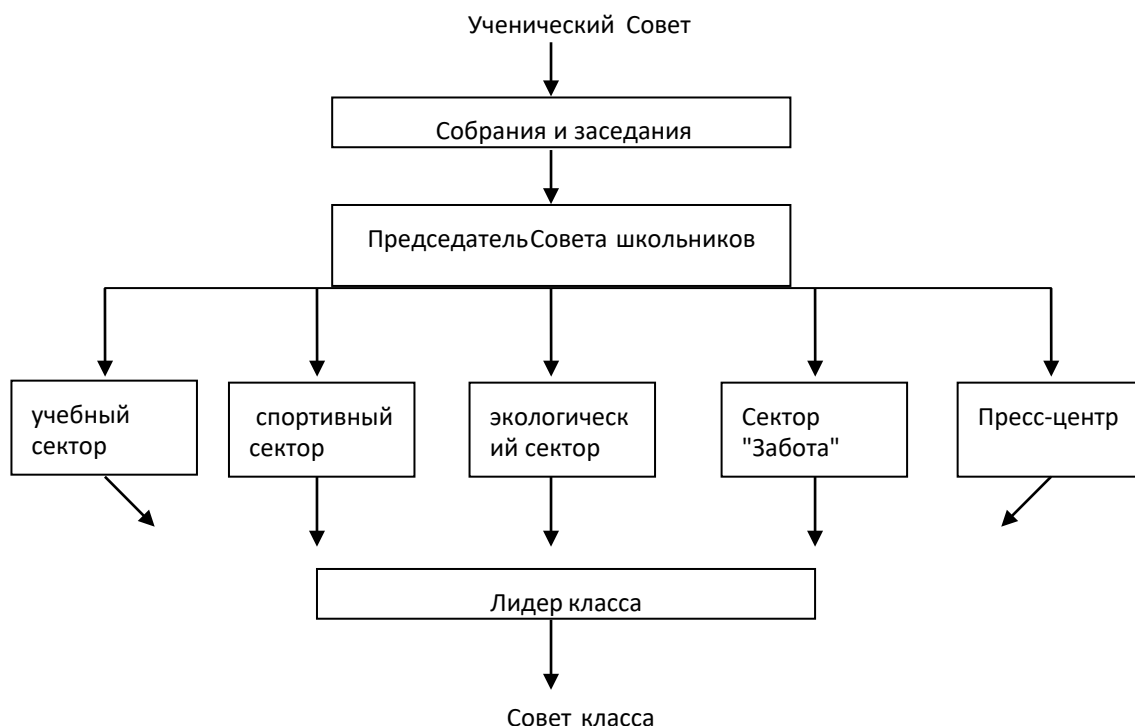 Ученический Совет
Собрания и заседания
ПредседательСовета школьников
учебный
сектор
спортивный
сектор
экологическ
ий сектор
Сектор
"Забота"
Пресс-центр
Лидер класса
Совет класса